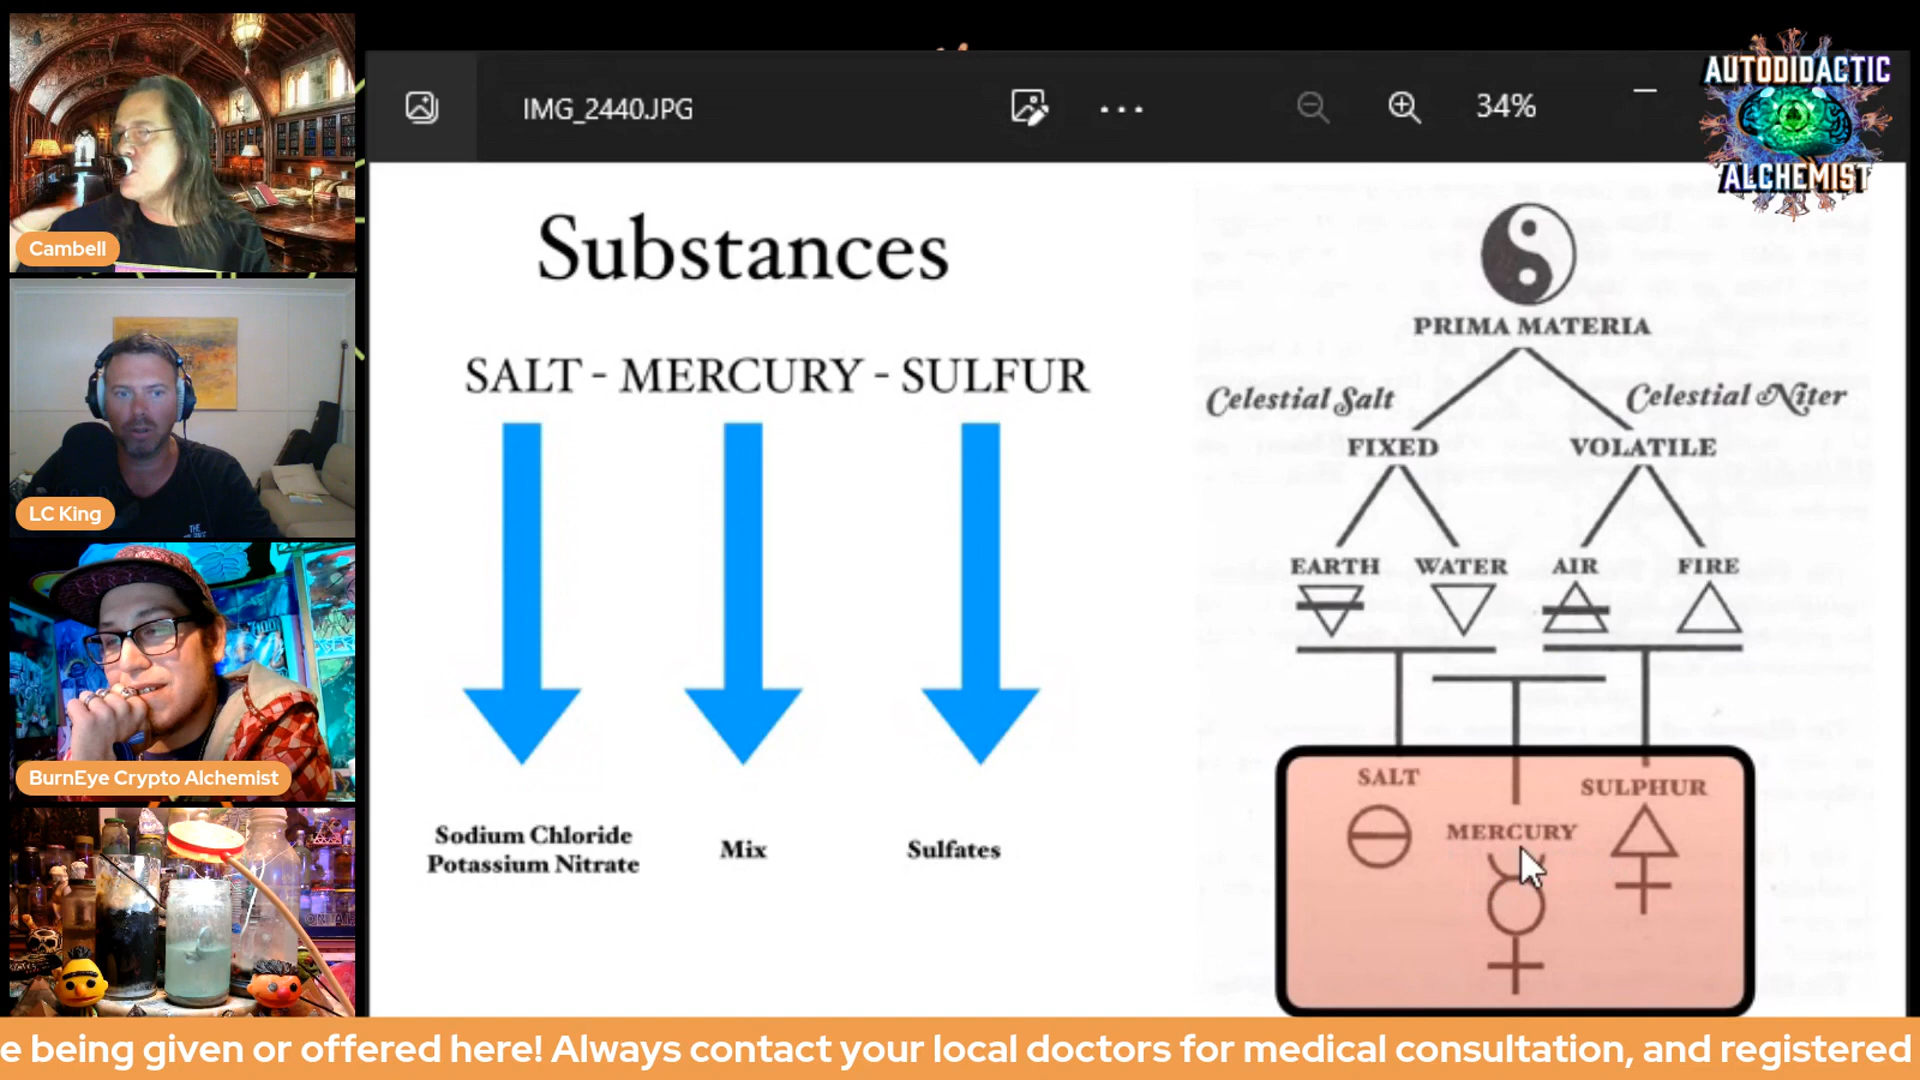 IMG_2440.JPG
34%
AUTODIDACTIC
ALCHEMIST
Cambell
LC King
BurnEye Crypto Alchemist
Substances
SALT - MERCURY - SULFUR
Sodium Chloride
Potassium Nitrate
Mix
Sulfates
PRIMA MATERIA
Celestial Salt
Celestial Niter
FIXED
VOLATILE
EARTH
WATER
AIR
FIRE
SALT
SULPHUR
MERCURY
e being given or offered here! Always contact your local doctors for medical consultation, and registered